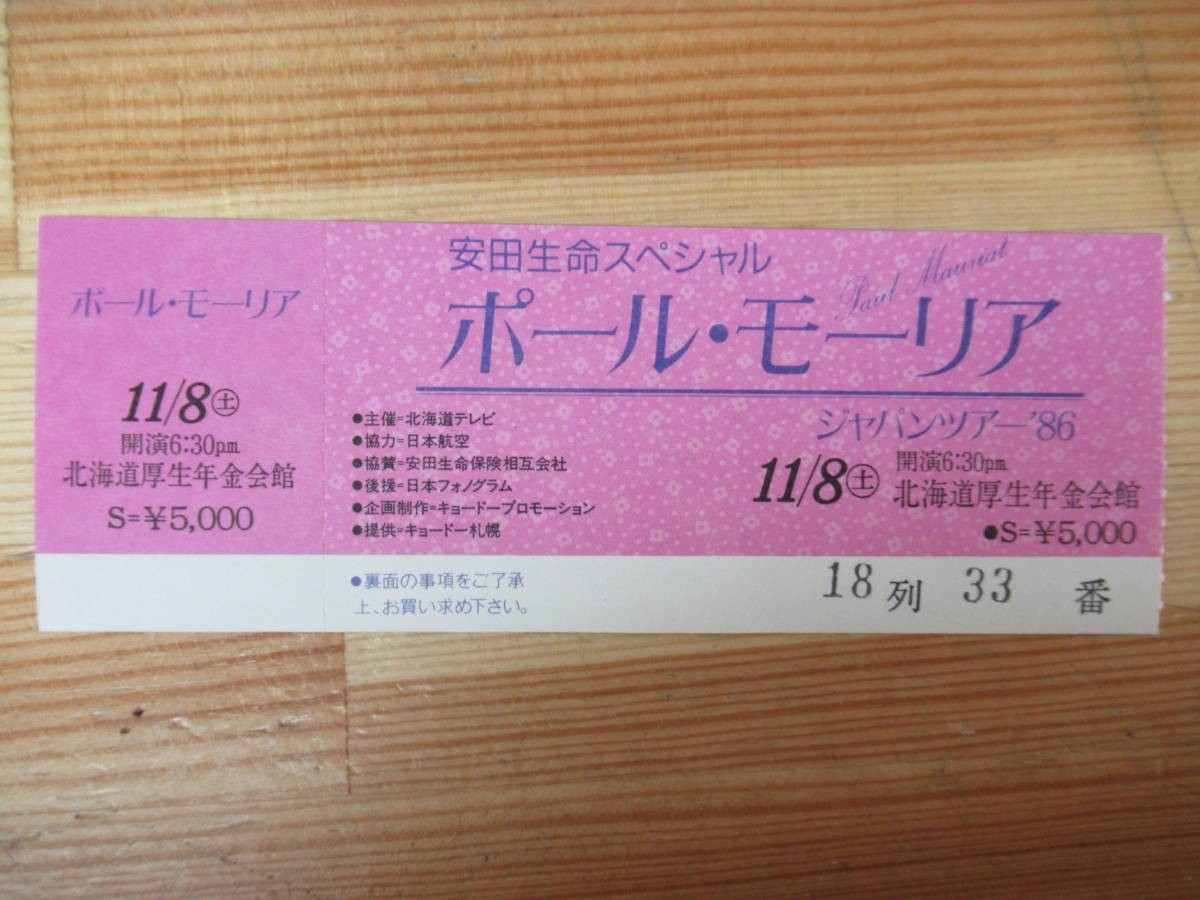 ポール・モーリア
11/8㊏
開演6:30pm
北海道厚生年金会館
S=¥5,000
安田生命スペシャル
Paul Mauriat
ポール・モーリア
ジャパンツアー'86
●主催=北海道テレビ
●協力=日本航空
●協賛=安田生命保険相互会社
●後援=日本フォノグラム
●企画制作=キョードープロモーション
●提供=キョードー札幌
11/8㊏
開演6:30pm
北海道厚生年金会館
●S=¥5,000
●裏面の事項をご了承
上、お買い求め下さい。
18列 33 番